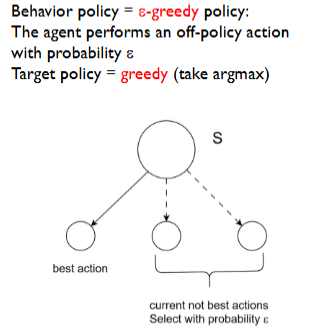 Behavior policy = ε-greedy policy:
The agent performs an off-policy action
with probability ε
Target policy = greedy (take argmax)
S
best action
current not best actions
Select with probability ε